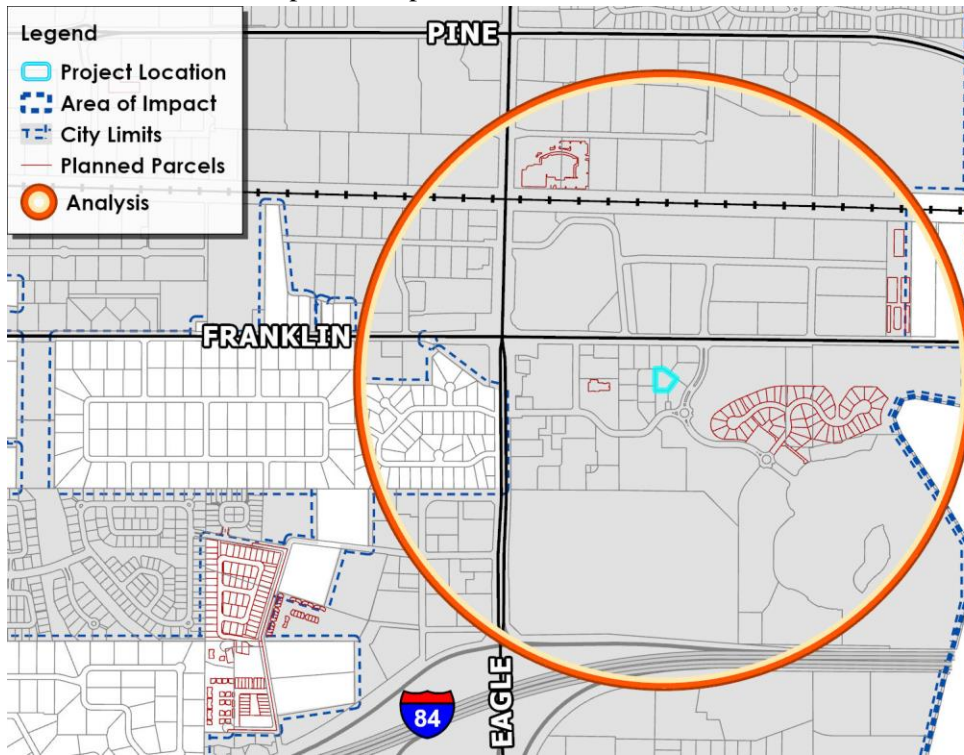 Legend
Project Location
Area of Impact
City Limits
Planned Parcels
Analysis
PINE
FRANKLIN
EAGLE
84